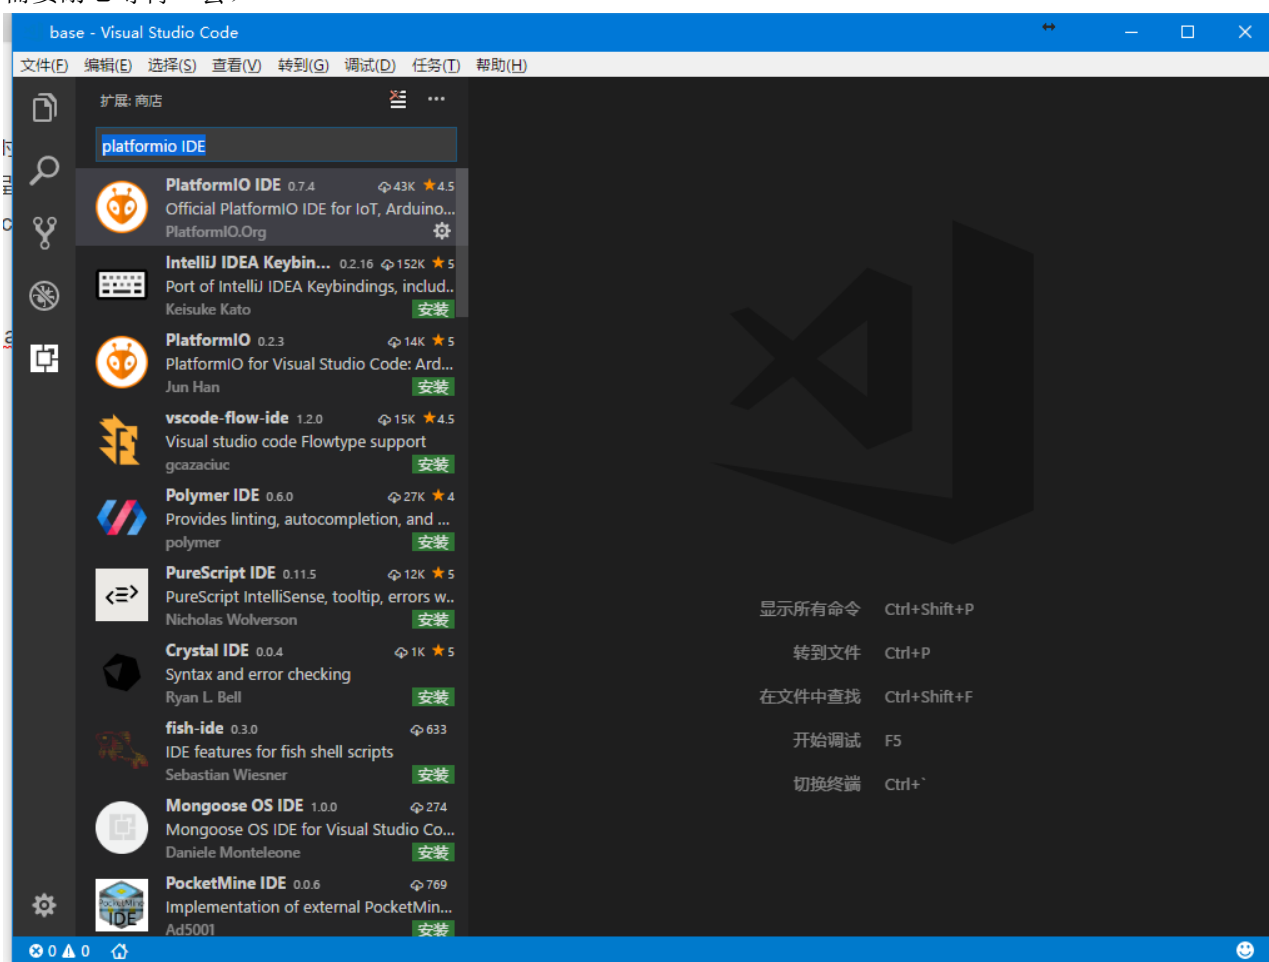 base - Visual Studio Code
文件(F) 编辑(E) 选择(S) 查看(V) 转到(G) 调试(D) 任务(T) 帮助(H)
扩展: 商店
platformio IDE
PlatformIO IDE 0.7.4 43K 4.5
Official PlatformIO IDE for IoT, Arduino...
PlatformIO.Org
IntelliJ IDEA Keybin... 0.2.16 152K 5
Port of IntelliJ IDEA Keybindings, includ..
Keisuke Kato 安装
PlatformIO 0.2.3 14K 5
PlatformIO for Visual Studio Code: Ard...
Jun Han 安装
vscode-flow-ide 1.2.0 15K 4.5
Visual studio code Flowtype support
gcazaciuc 安装
Polymer IDE 0.6.0 27K 4
Provides linting, autocompletion, and ...
polymer 安装
PureScript IDE 0.11.5 12K 5
PureScript IntelliSense, tooltip, errors w..
Nicholas Wolverson 安装
Crystal IDE 0.0.4 1K 5
Syntax and error checking
Ryan L. Bell 安装
fish-ide 0.3.0 633
IDE features for fish shell scripts
Sebastian Wiesner 安装
Mongoose OS IDE 1.0.0 274
Mongoose OS IDE for Visual Studio Co...
Daniele Monteleone 安装
PocketMine IDE 0.0.6 769
Implementation of external PocketMin...
Ad5001 安装
显示所有命令 Ctrl+Shift+P
转到文件 Ctrl+P
在文件中查找 Ctrl+Shift+F
开始调试 F5
切换终端 Ctrl+`
0 0